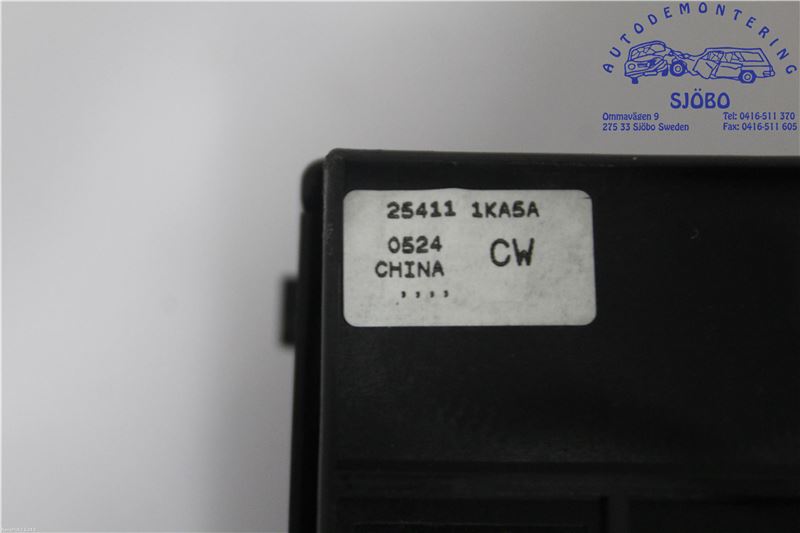 AUTODEMONTERING
SJÖBO
Ommavägen 9 Tel: 0416-511 370
275 33 Sjöbo Sweden Fax: 0416-511 605
25411 1KA5A
0524 CW
CHINA
,,,,